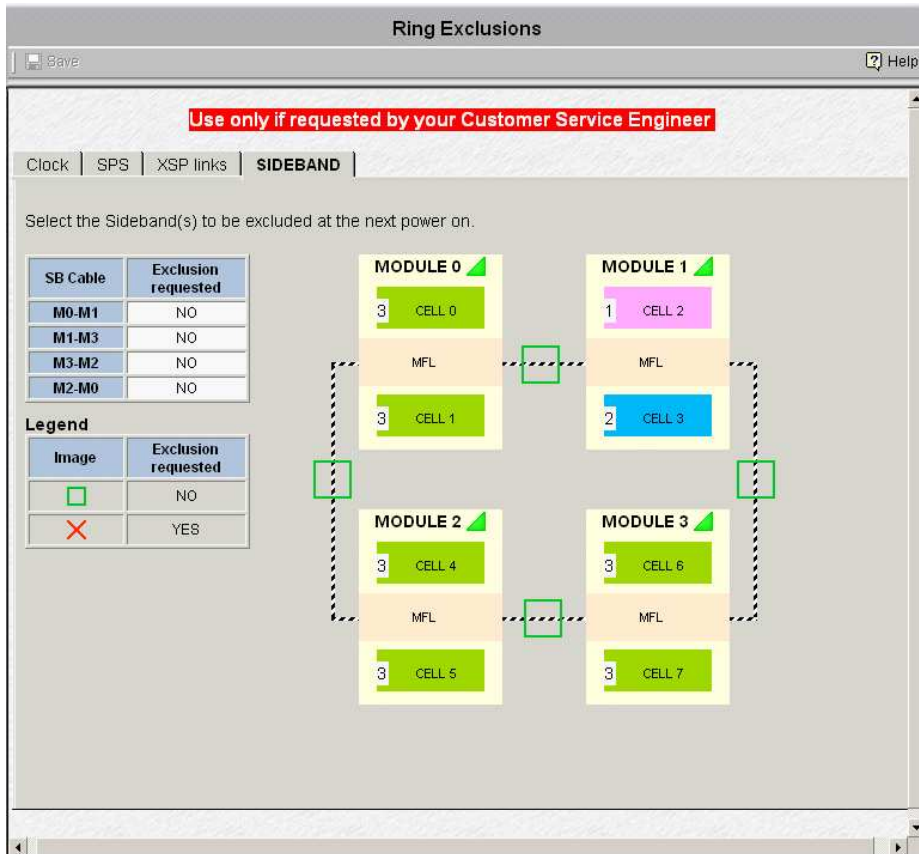 Ring Exclusions
Save
Help
Use only if requested by your Customer Service Engineer
Clock SPS XSP links SIDEBAND
Select the Sideband(s) to be excluded at the next power on.
SB Cable Exclusion requested
M0-M1 NO
M1-M3 NO
M3-M2 NO
M2-M0 NO
Legend
Image Exclusion requested
NO
YES
MODULE 0
3 CELL 0
MFL
3 CELL 1
MODULE 1
1 CELL 2
MFL
2 CELL 3
MODULE 2
3 CELL 4
MFL
3 CELL 5
MODULE 3
3 CELL 6
MFL
3 CELL 7